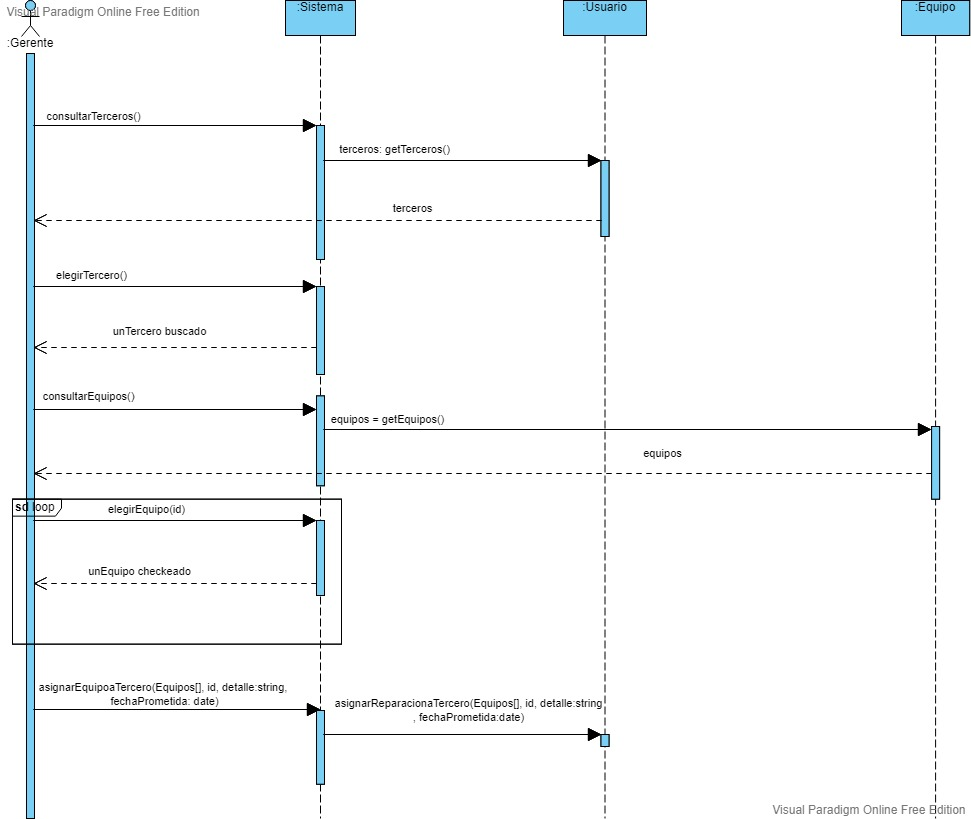 Visual Paradigm Online Free Edition
:Sistema
:Usuario
:Equipo
:Gerente
consultarTerceros()
terceros: getTerceros()
terceros
elegirTercero()
unTercero buscado
consultarEquipos()
equipos = getEquipos()
equipos
sd loop
elegirEquipo(id)
unEquipo checkeado
asignarEquipoaTercero(Equipos[], id, detalle:string,
fechaPrometida: date)
asignarReparacionaTercero(Equipos[], id, detalle:string
, fechaPrometida:date)
Visual Paradigm Online Free Edition